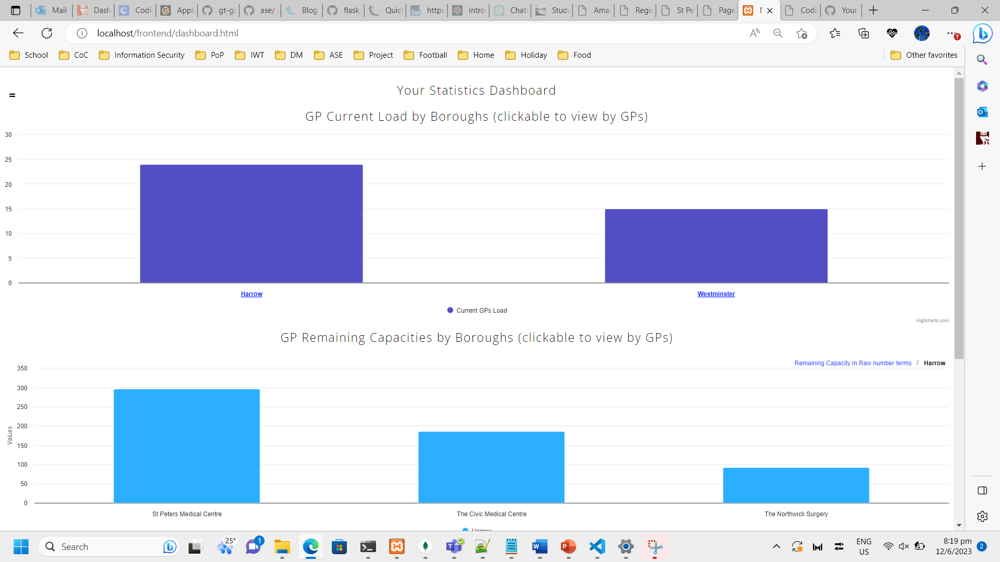 Mail
Dash
Codi
Appli
gt-gi
ase/
Blog
flask/
Quick
https
Intro
Chat
Stude
Amaz
Regis
St Pe
Page
Codi
Your
localhost/frontend/dashboard.html
School CoC Information Security PoP IWT DM ASE Project Football Home Holiday Food Other favorites
Your Statistics Dashboard
GP Current Load by Boroughs (clickable to view by GPs)
30
25
20
15
10
5
0
Harrow Westminster
Current GPs Load
Highcharts.com
GP Remaining Capacities by Boroughs (clickable to view by GPs)
Remaining Capacity in Raw number terms / Harrow
Values
350
300
250
200
150
100
50
0
St Peters Medical Centre The Civic Medical Centre The Northwick Surgery
Harrow
Search
25°
1
ENG
US
8:19 pm
12/6/2023
2